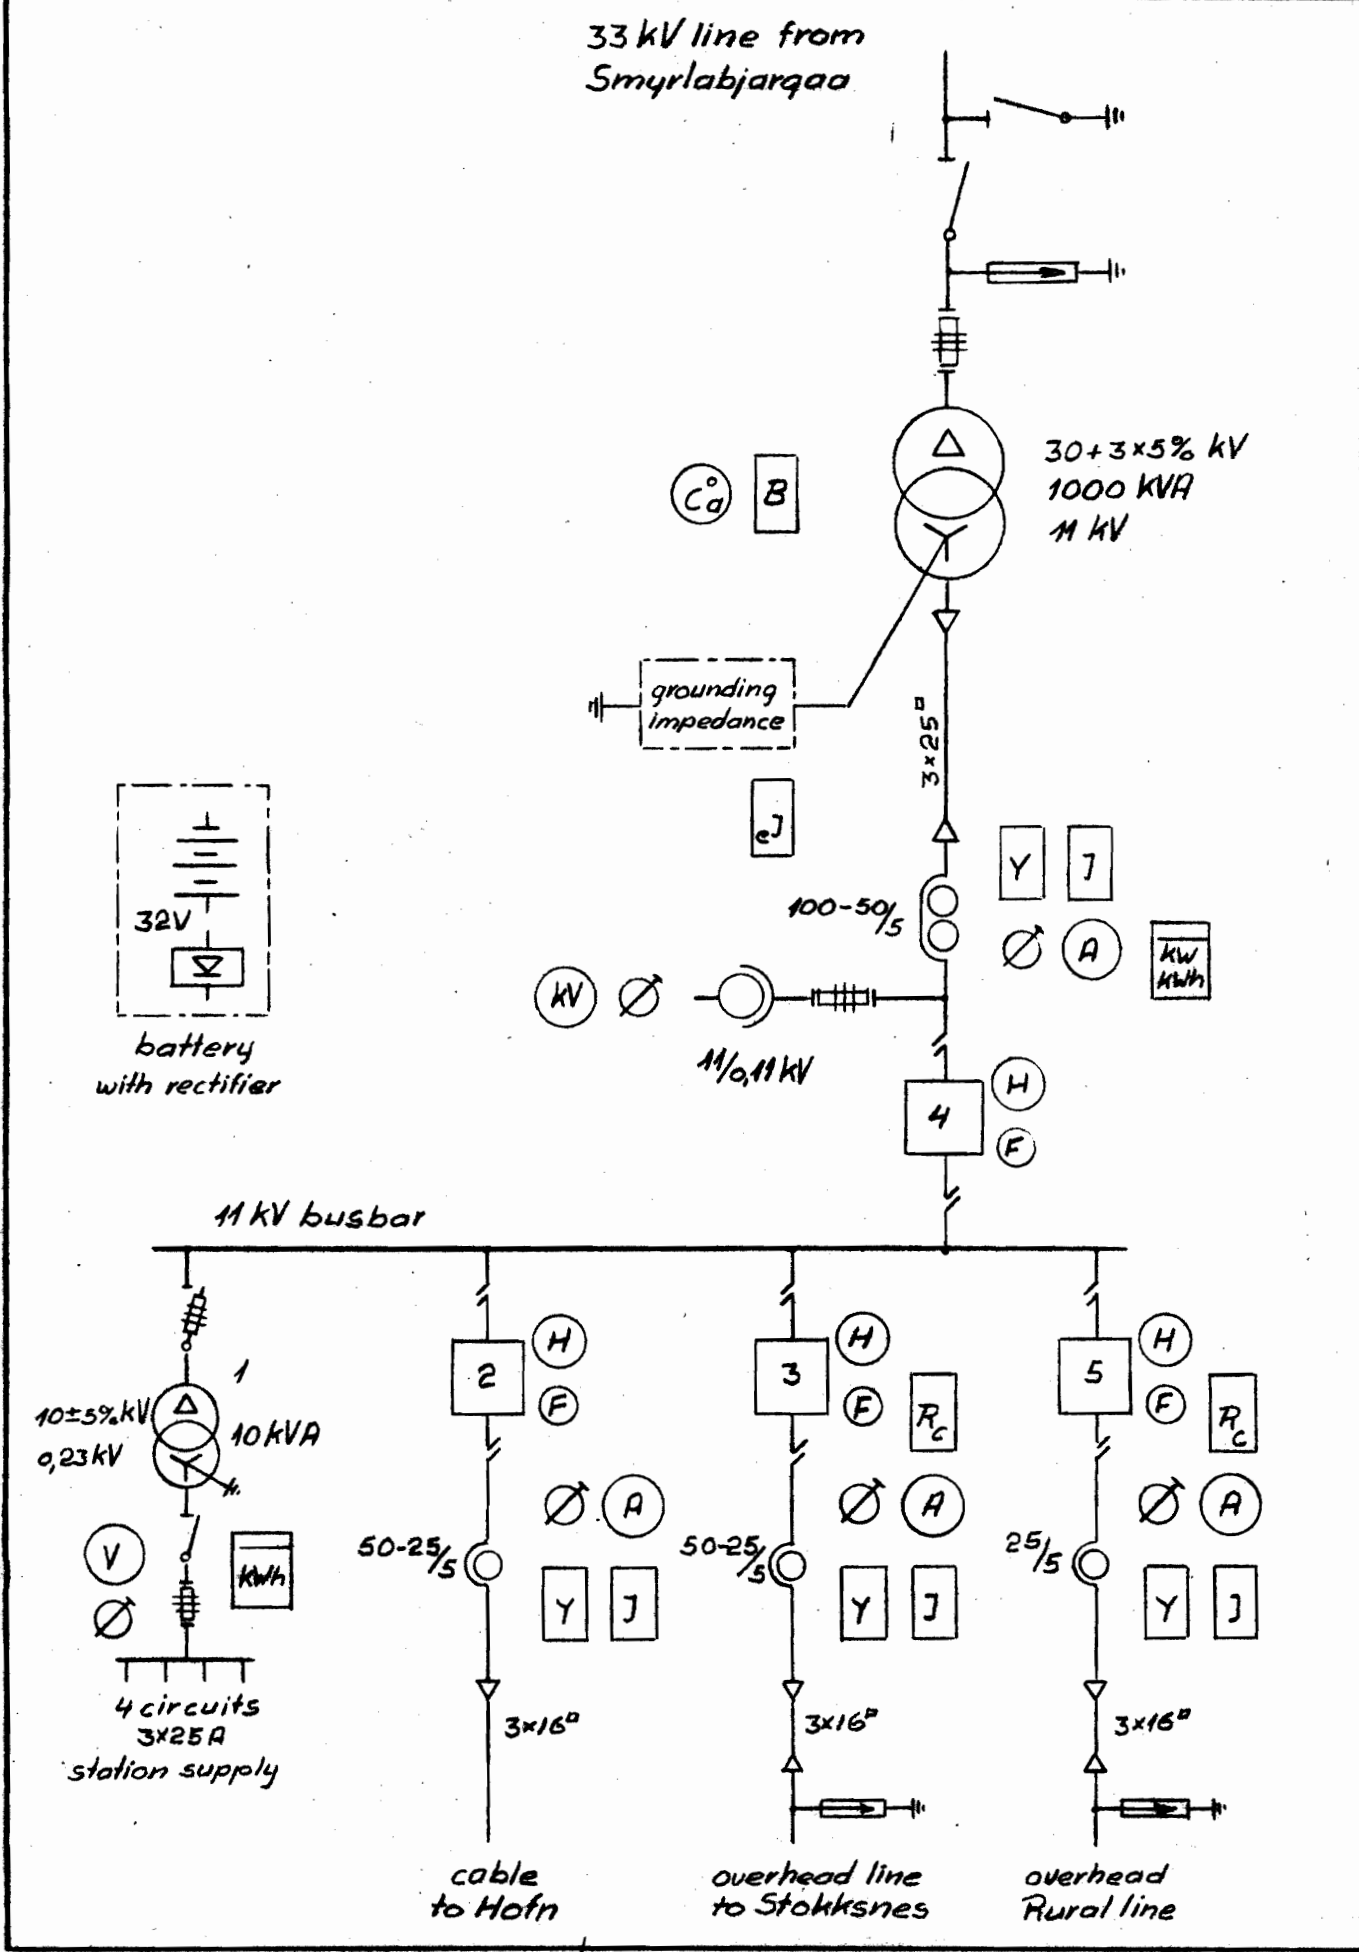 33 kV line from
Smyrlabjargaa
30+3×5% kV
1000 KVA
11 kV
C°a
B
grounding
impedance
3×25▫
eJ
Y
J
100-50/5
A
kW
kWh
32V
kV
battery
with rectifier
11/0,11 kV
H
4
F
11 kV busbar
H
2
F
H
3
F
Rc
H
5
F
Rc
1
10±5% kV
10 kVA
0,23 kV
V
kWh
50-25/5
A
Y
J
50-25/5
A
Y
J
25/5
A
Y
J
4 circuits
3×25A
station supply
3×16▫
3×16▫
3×16▫
cable
to Hofn
overhead line
to Stokksnes
overhead
Rural line